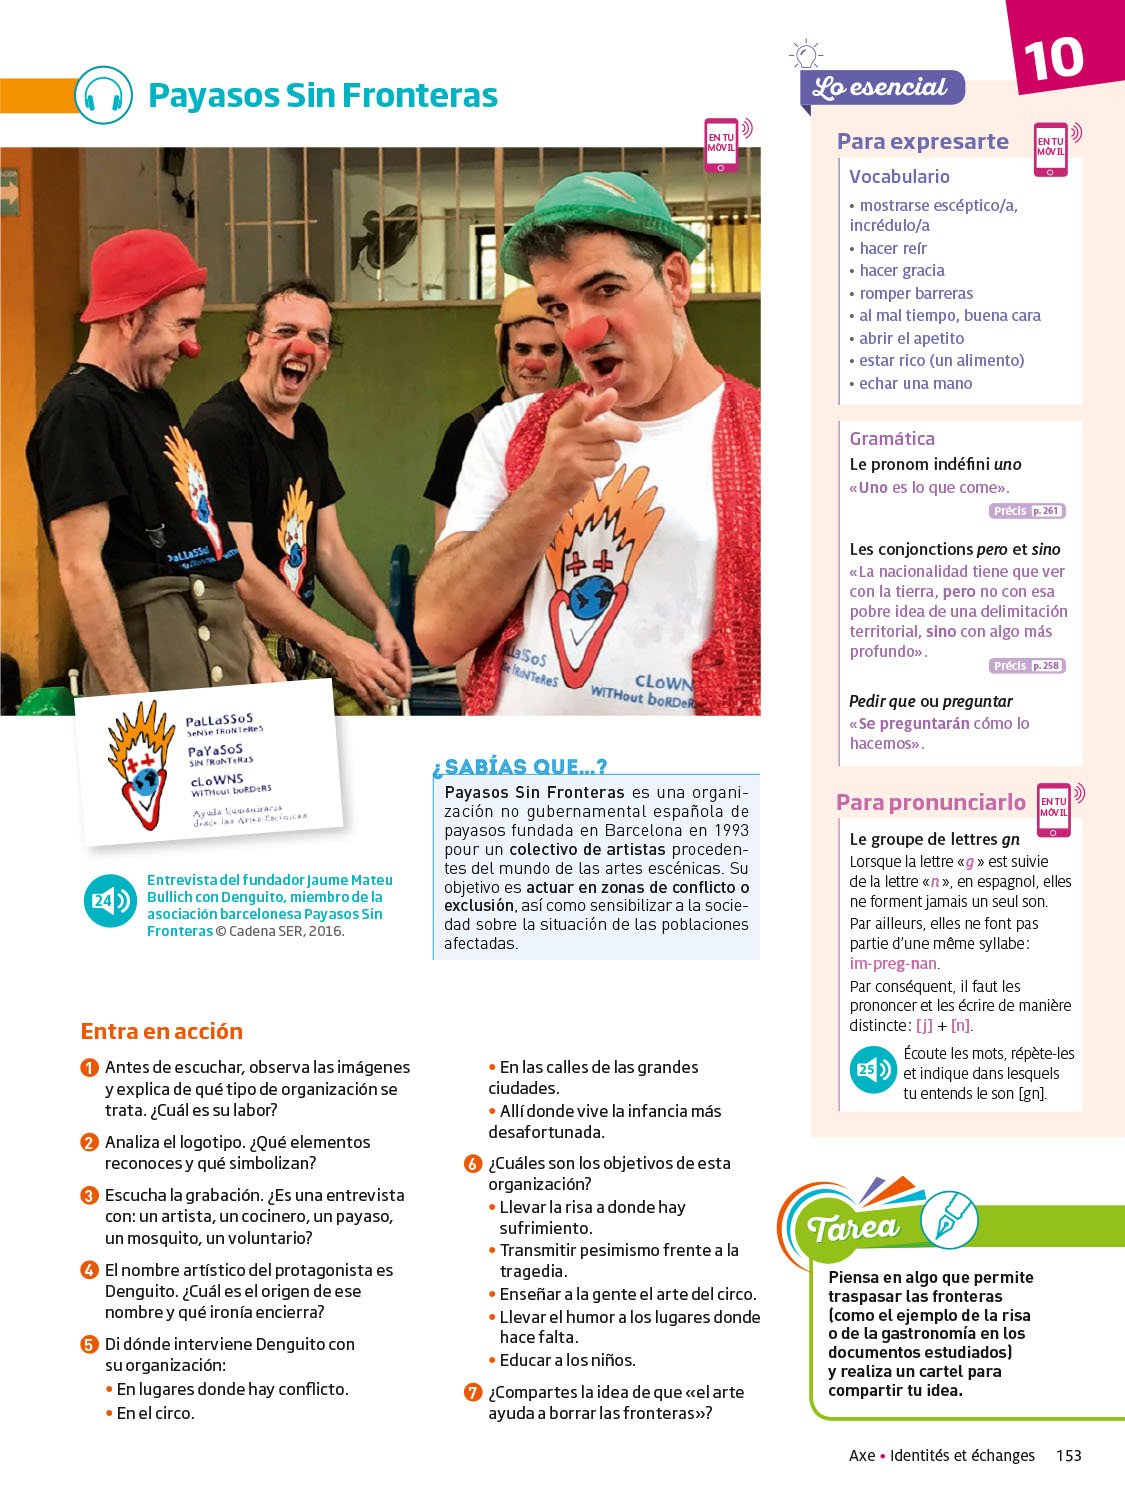 10
Payasos Sin Fronteras
EN TU
MÓVIL
PaLLaSSoS
SeNSe fRoNTeReS
PaYaSoS
SiN fRoNTeRaS
cLoWNS
WITHout boRDeRS
Ayuda Humanitaria
desde las Artes Escénicas
PaLLaSSoS
SeNSe fRoNTeReS
WITHout
LLaSSoS
Se fRoNTeReS
cLoWN
WITHout boRDeR
24
Entrevista del fundador Jaume Mateu
Bullich con Denguito, miembro de la
asociación barcelonesa Payasos Sin
Fronteras © Cadena SER, 2016.
¿SABÍAS QUE...?
Payasos Sin Fronteras es una organi-
zación no gubernamental española de
payasos fundada en Barcelona en 1993
pour un colectivo de artistas proceden-
tes del mundo de las artes escénicas. Su
objetivo es actuar en zonas de conflicto o
exclusión, así como sensibilizar a la socie-
dad sobre la situación de las poblaciones
afectadas.
Entra en acción
1 Antes de escuchar, observa las imágenes
y explica de qué tipo de organización se
trata. ¿Cuál es su labor?
2 Analiza el logotipo. ¿Qué elementos
reconoces y qué simbolizan?
3 Escucha la grabación. ¿Es una entrevista
con: un artista, un cocinero, un payaso,
un mosquito, un voluntario?
4 El nombre artístico del protagonista es
Denguito. ¿Cuál es el origen de ese
nombre y qué ironía encierra?
5 Di dónde interviene Denguito con
su organización:
• En lugares donde hay conflicto.
• En el circo.
• En las calles de las grandes
ciudades.
• Allí donde vive la infancia más
desafortunada.
6 ¿Cuáles son los objetivos de esta
organización?
• Llevar la risa a donde hay
sufrimiento.
• Transmitir pesimismo frente a la
tragedia.
• Enseñar a la gente el arte del circo.
• Llevar el humor a los lugares donde
hace falta.
• Educar a los niños.
7 ¿Compartes la idea de que «el arte
ayuda a borrar las fronteras»?
Lo esencial
Para expresarte
EN TU
MÓVIL
Vocabulario
• mostrarse escéptico/a,
incrédulo/a
• hacer reír
• hacer gracia
• romper barreras
• al mal tiempo, buena cara
• abrir el apetito
• estar rico (un alimento)
• echar una mano
Gramática
Le pronom indéfini uno
«Uno es lo que come».
Précis p. 261
Les conjonctions pero et sino
«La nacionalidad tiene que ver
con la tierra, pero no con esa
pobre idea de una delimitación
territorial, sino con algo más
profundo».
Précis p. 258
Pedir que ou preguntar
«Se preguntarán cómo lo
hacemos».
Para pronunciarlo
EN TU
MÓVIL
Le groupe de lettres gn
Lorsque la lettre «g» est suivie
de la lettre «n», en espagnol, elles
ne forment jamais un seul son.
Par ailleurs, elles ne font pas
partie d'une même syllabe:
im-preg-nan.
Par conséquent, il faut les
prononcer et les écrire de manière
distincte: [j] + [n].
25
Écoute les mots, répète-les
et indique dans lesquels
tu entends le son [gn].
Tarea
Piensa en algo que permite
traspasar las fronteras
(como el ejemplo de la risa
o de la gastronomía en los
documentos estudiados)
y realiza un cartel para
compartir tu idea.
Axe • Identités et échanges 153